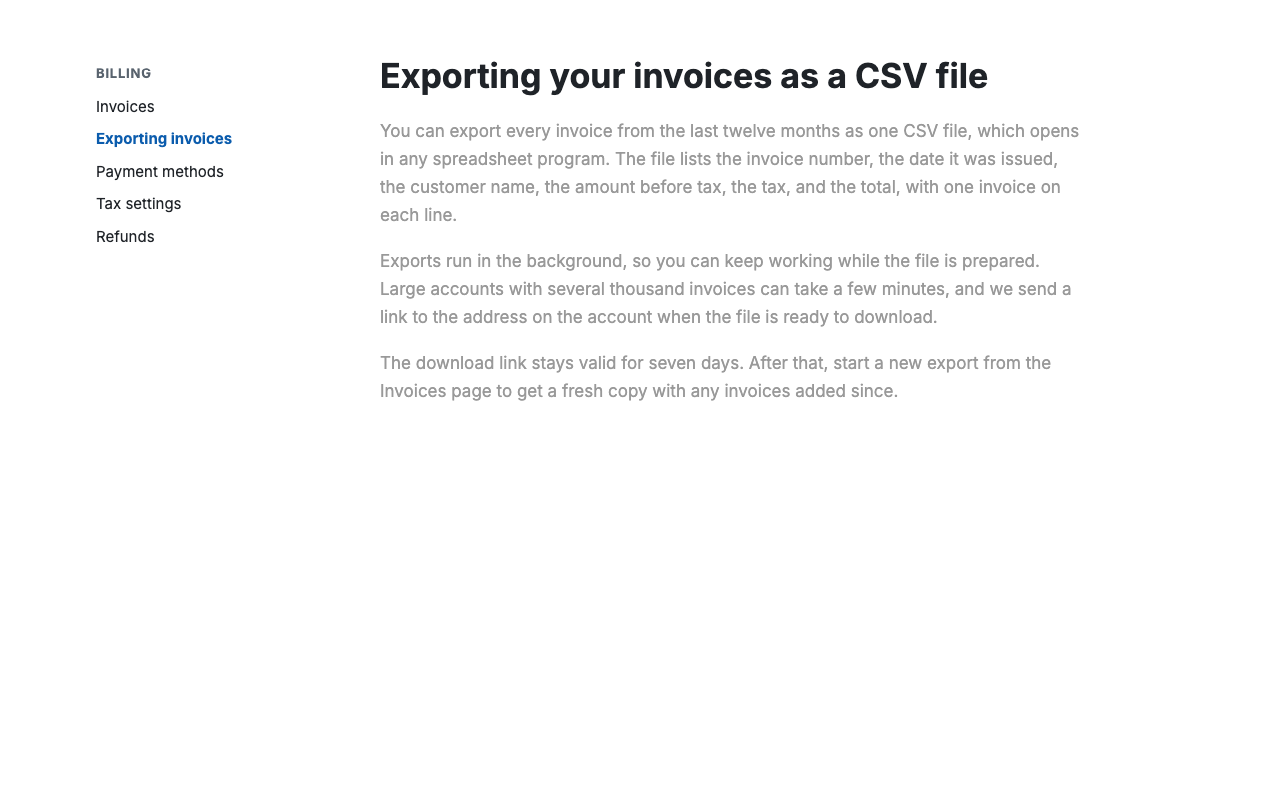 BILLING
Invoices
Exporting invoices
Payment methods
Tax settings
Refunds
Exporting your invoices as a CSV file
You can export every invoice from the last twelve months as one CSV file, which opens
in any spreadsheet program. The file lists the invoice number, the date it was issued,
the customer name, the amount before tax, the tax, and the total, with one invoice on
each line.
Exports run in the background, so you can keep working while the file is prepared.
Large accounts with several thousand invoices can take a few minutes, and we send a
link to the address on the account when the file is ready to download.
The download link stays valid for seven days. After that, start a new export from the
Invoices page to get a fresh copy with any invoices added since.